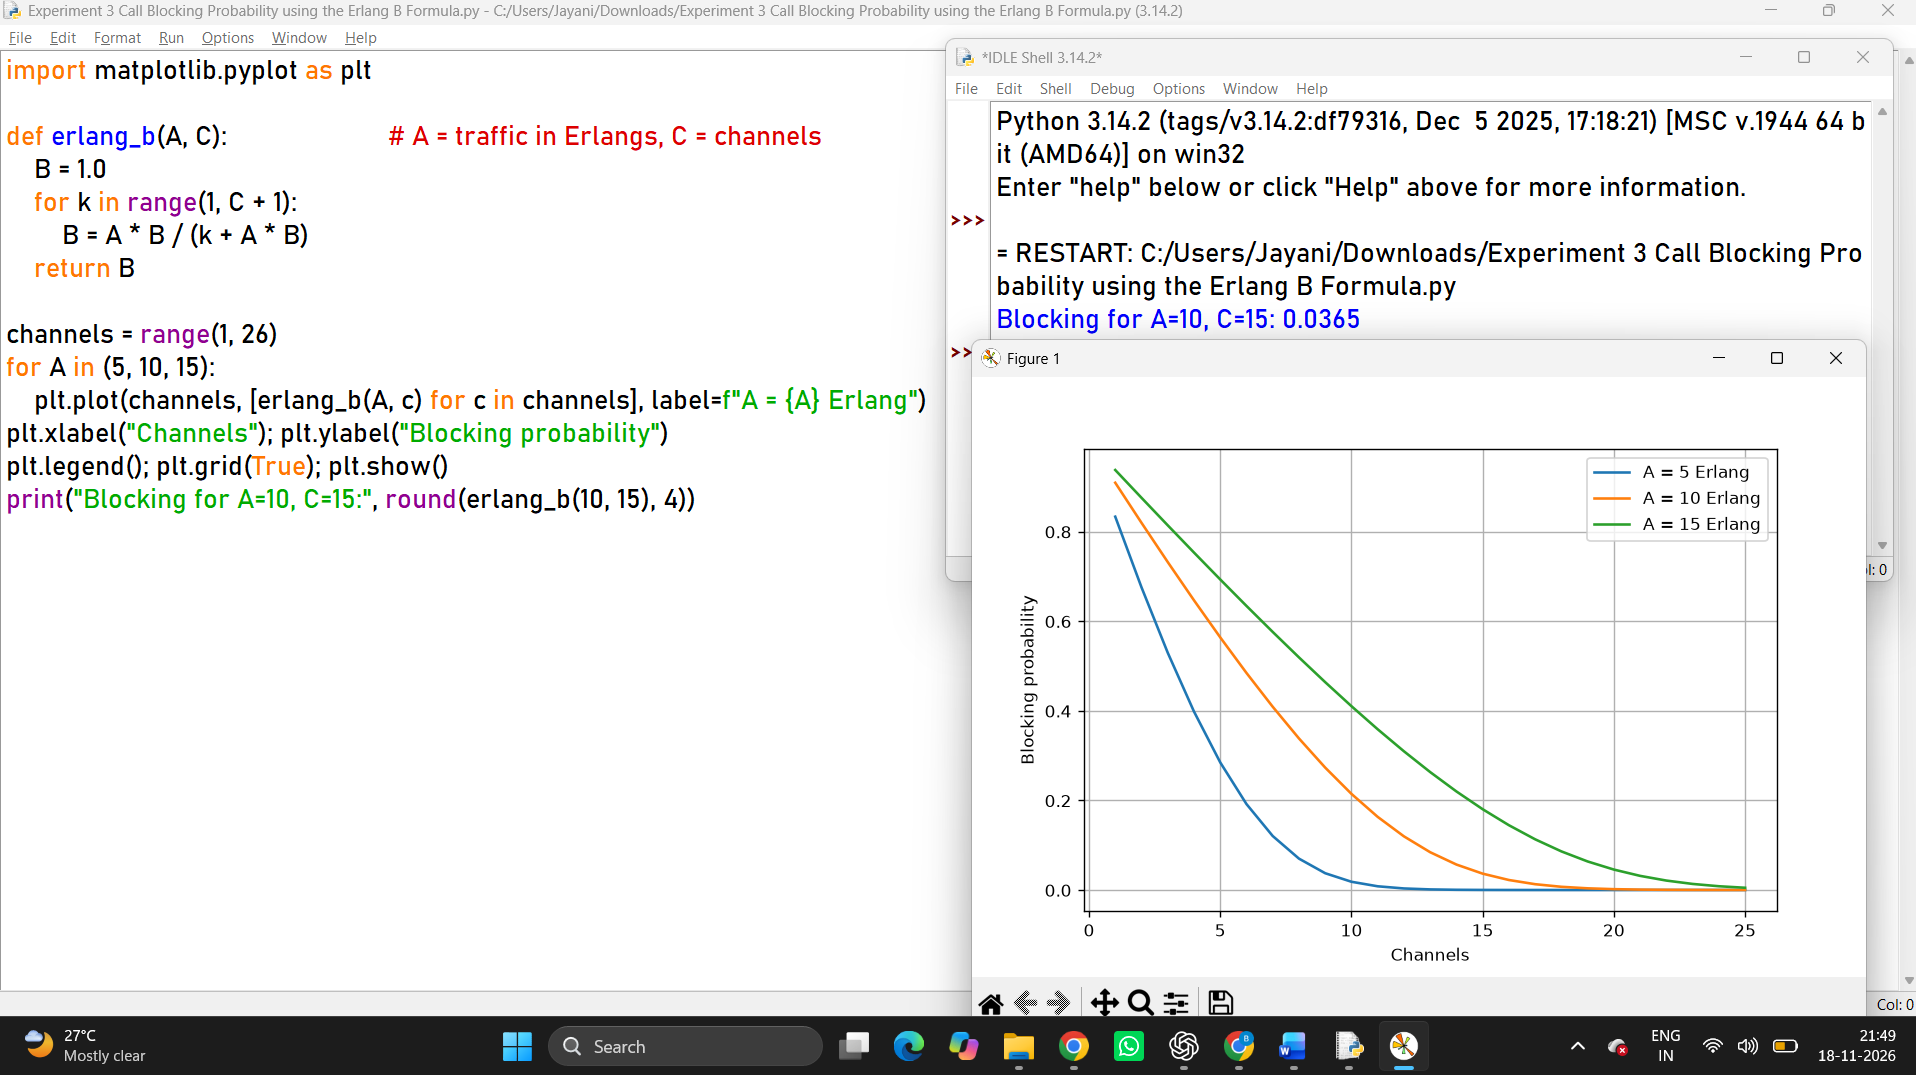 Experiment 3 Call Blocking Probability using the Erlang B Formula.py - C:/Users/Jayani/Downloads/Experiment 3 Call Blocking Probability using the Erlang B Formula.py (3.14.2)
File Edit Format Run Options Window Help
import matplotlib.pyplot as plt
def erlang_b(A, C): # A = traffic in Erlangs, C = channels
B = 1.0
for k in range(1, C + 1):
B = A * B / (k + A * B)
return B
channels = range(1, 26)
for A in (5, 10, 15):
plt.plot(channels, [erlang_b(A, c) for c in channels], label=f"A = {A} Erlang")
plt.xlabel("Channels"); plt.ylabel("Blocking probability")
plt.legend(); plt.grid(True); plt.show()
print("Blocking for A=10, C=15:", round(erlang_b(10, 15), 4))
*IDLE Shell 3.14.2*
File Edit Shell Debug Options Window Help
Python 3.14.2 (tags/v3.14.2:df79316, Dec  5 2025, 17:18:21) [MSC v.1944 64 b
it (AMD64)] on win32
Enter "help" below or click "Help" above for more information.
>>>
= RESTART: C:/Users/Jayani/Downloads/Experiment 3 Call Blocking Pro
bability using the Erlang B Formula.py
Blocking for A=10, C=15: 0.0365
>>
l: 0
Figure 1
A = 5 Erlang
A = 10 Erlang
A = 15 Erlang
0.8
0.6
0.4
0.2
0.0
Blocking probability
0 5 10 15 20 25
Channels
Col: 0
27°C
Mostly clear
Search
ENG
IN
21:49
18-11-2026